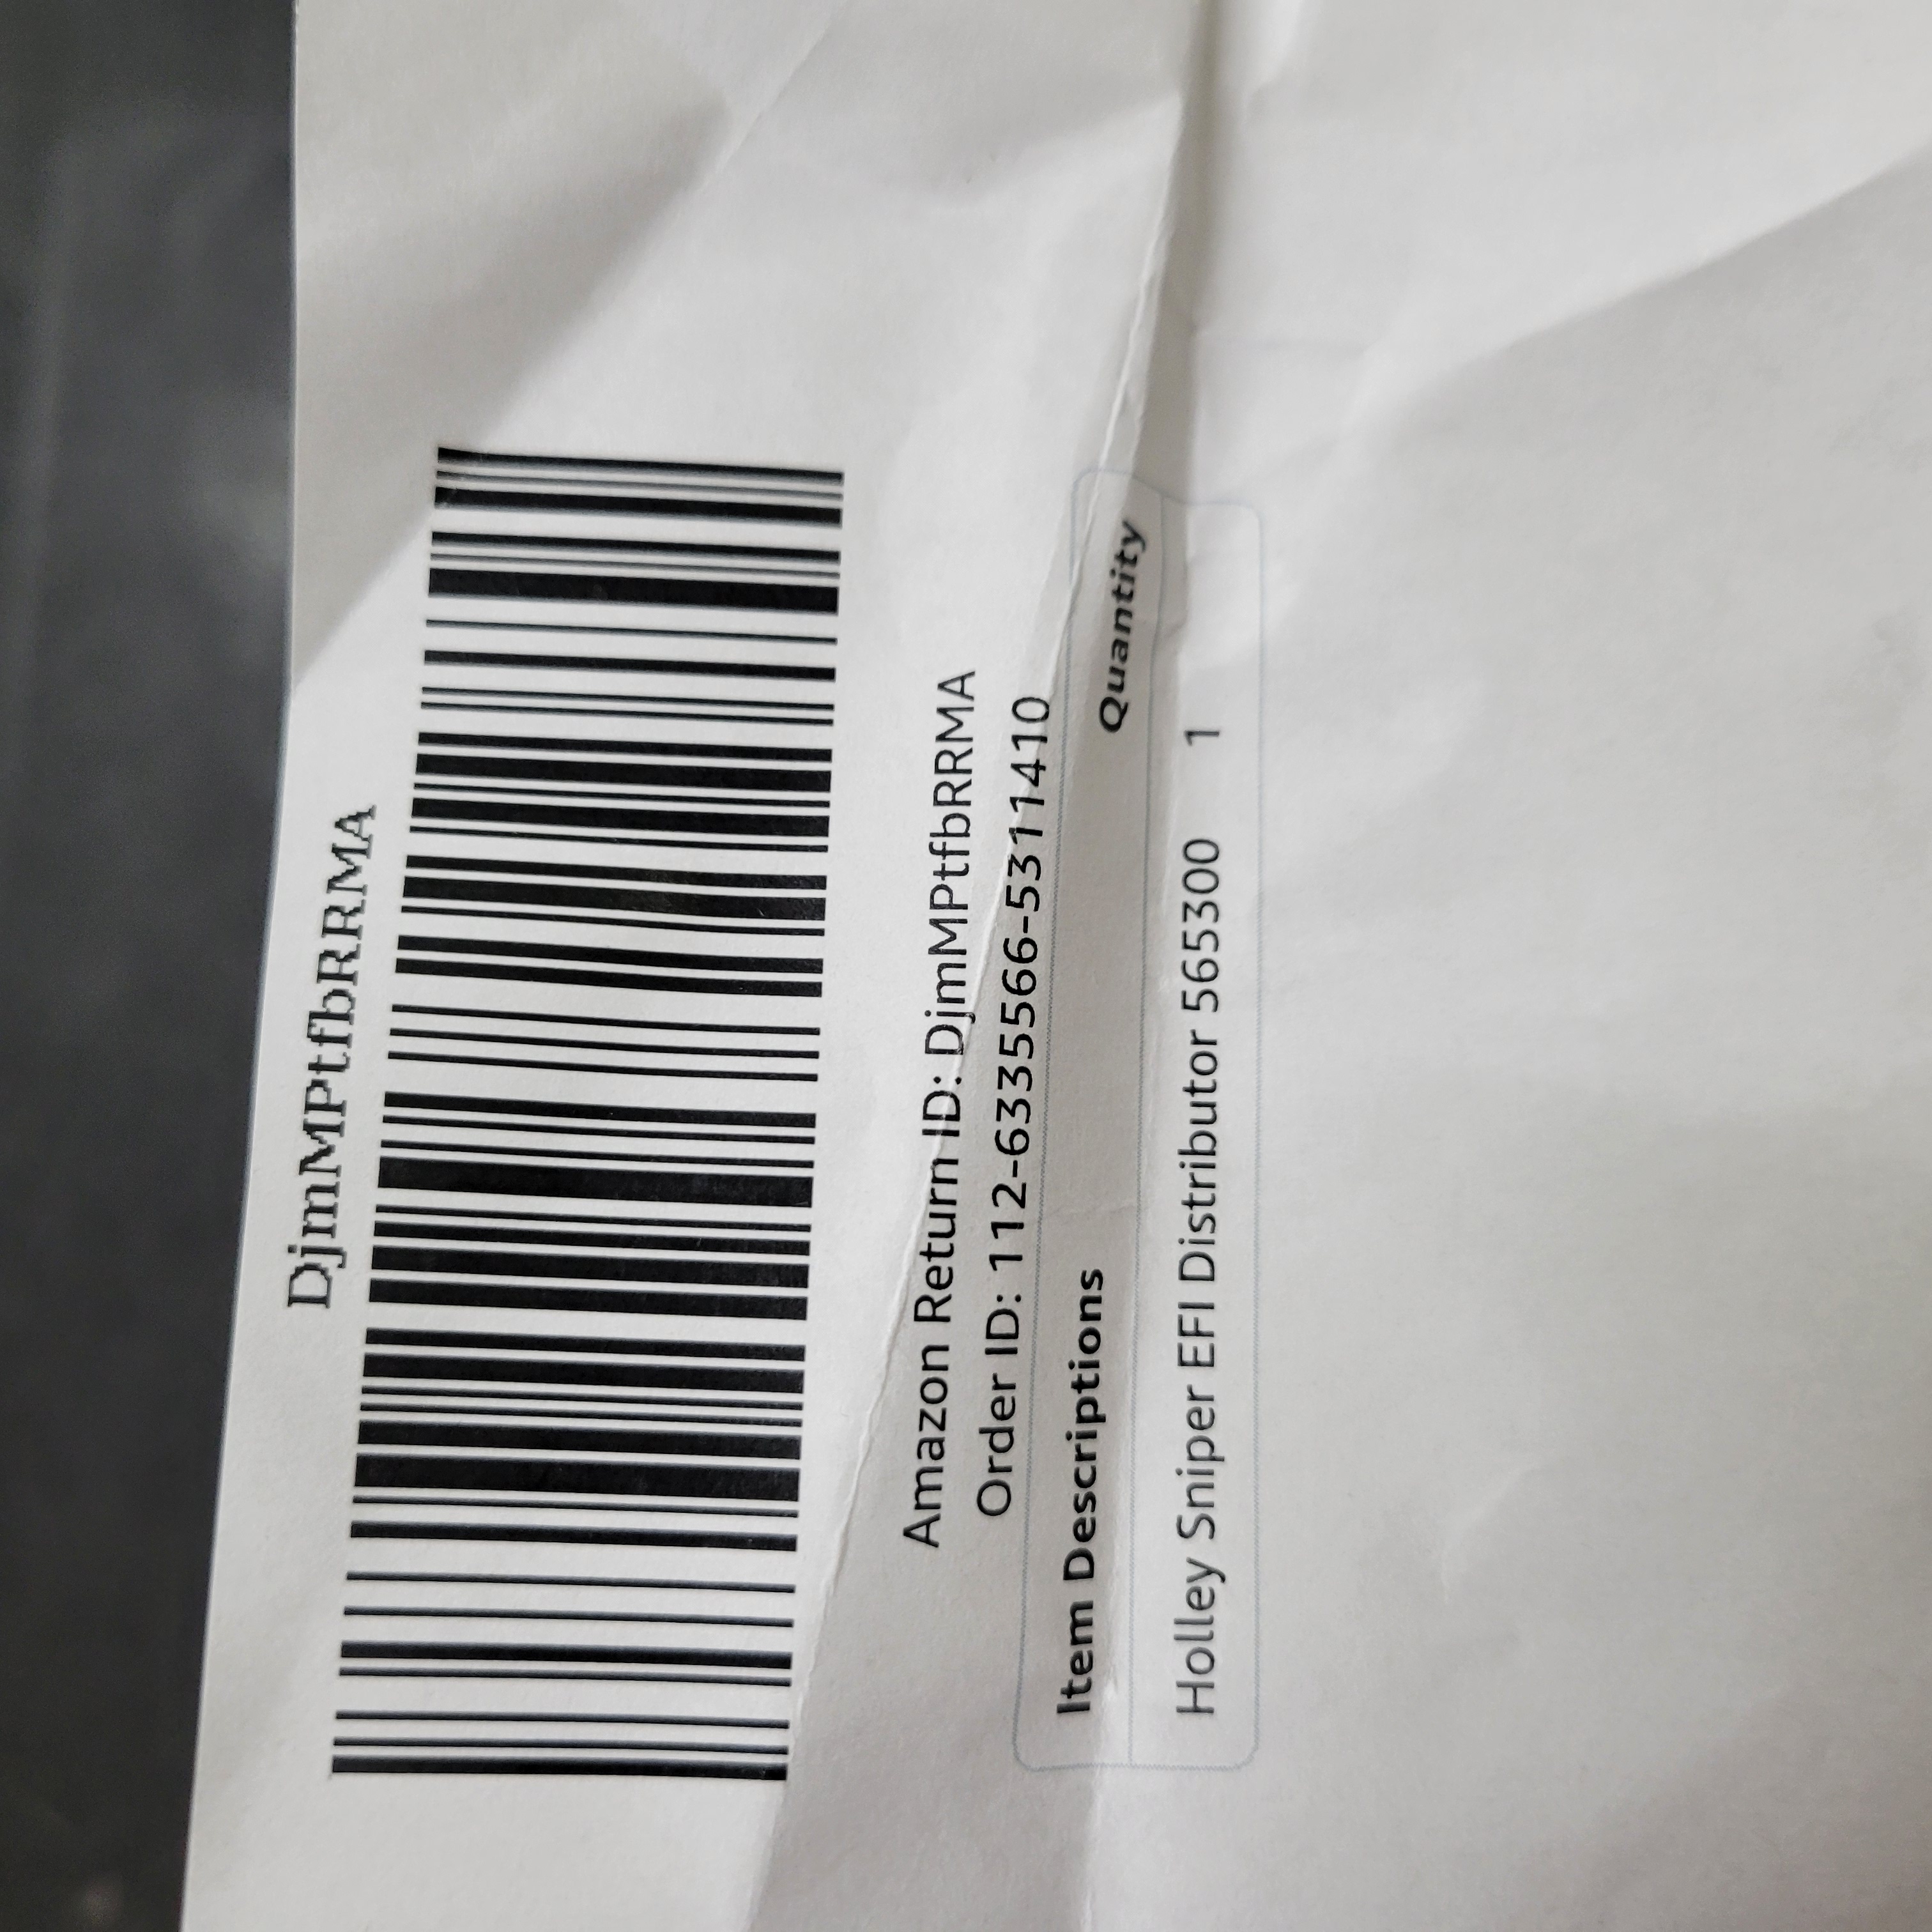 DjmMPtfbRRMA
Amazon Return ID: DjmMPtfbRRMA
Order ID: 112-6335566-5311410
Item Descriptions Quantity
Holley Sniper EFI Distributor 565300 1